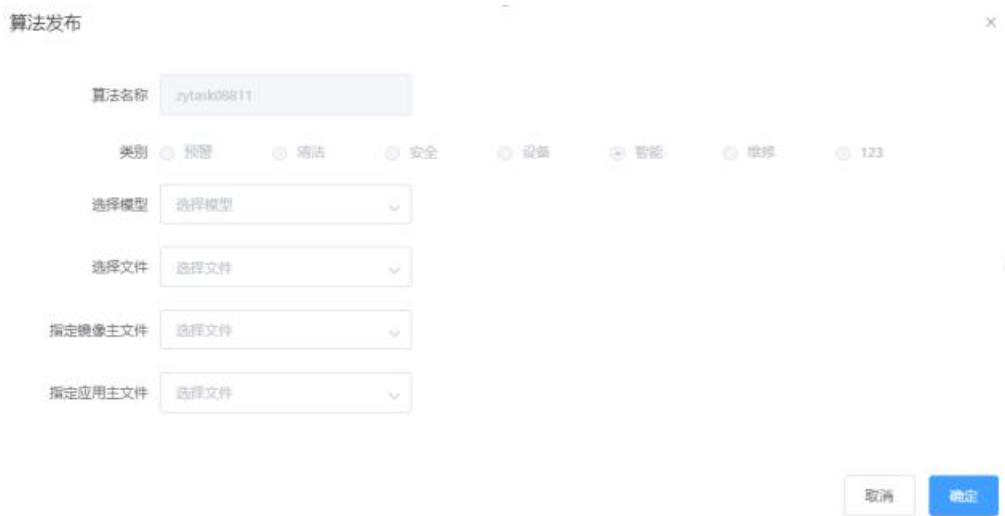 算法发布
算法名称 zytask08811
类别 预警 清洁 安全 设备 智能 维修 123
选择模型 选择模型
选择文件 选择文件
指定镜像主文件 选择文件
指定应用主文件 选择文件
取消 确定